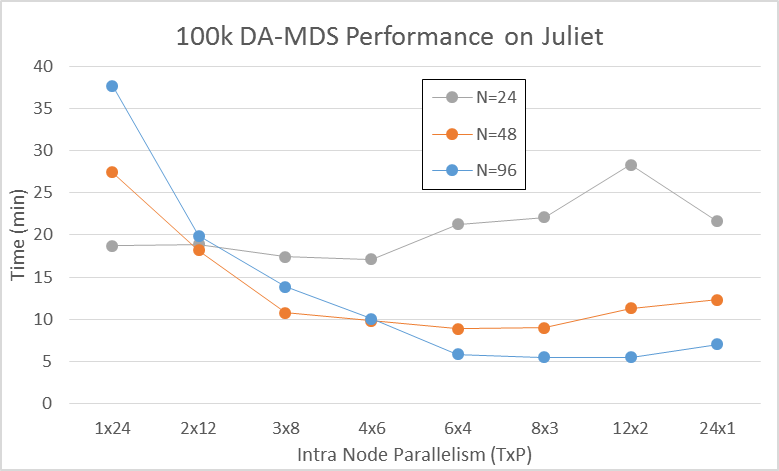 100k DA-MDS Performance on Juliet
40
35
30
25
20
15
10
5
0
Time (min)
N=24
N=48
N=96
1x24 2x12 3x8 4x6 6x4 8x3 12x2 24x1
Intra Node Parallelism (TxP)